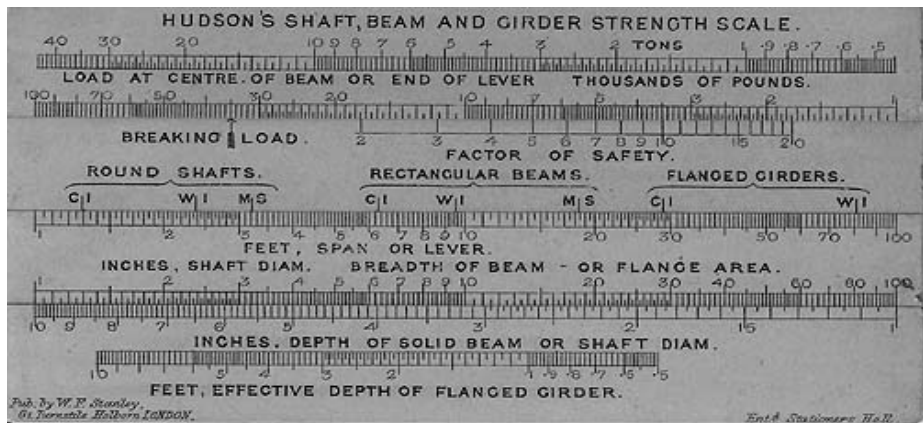 HUDSON'S SHAFT, BEAM AND GIRDER STRENGTH SCALE.
40 30 20 10 9 8 7 6 5 4 3 2 TONS 1 .9 .8 .7 .6 .5
LOAD AT CENTRE OF BEAM OR END OF LEVER THOUSANDS OF POUNDS.
100 70 50 30 20 10 7 5 3 2 1
BREAKING LOAD.
2 3 4 5 6 7 8 9 10 15 20
FACTOR OF SAFETY.
ROUND SHAFTS. RECTANGULAR BEAMS. FLANGED GIRDERS.
C I W I M S C I W I M S C I W I
1 2 3 4 5 6 7 8 9 10 20 30 50 70 100
FEET, SPAN OR LEVER.
INCHES, SHAFT DIAM. BREADTH OF BEAM - OR FLANGE AREA.
1 2 3 4 5 6 7 8 9 10 20 30 40 60 80 100
10 9 8 7 6 5 4 3 2 1.5 1
INCHES, DEPTH OF SOLID BEAM OR SHAFT DIAM.
10 5 4 3 2 1 .9 .8 .7 .6 .5
FEET, EFFECTIVE DEPTH OF FLANGED GIRDER.
Pub. by W. F. Stanley,
Turnstile Holborn LONDON.
Entd. Stationers Hall.